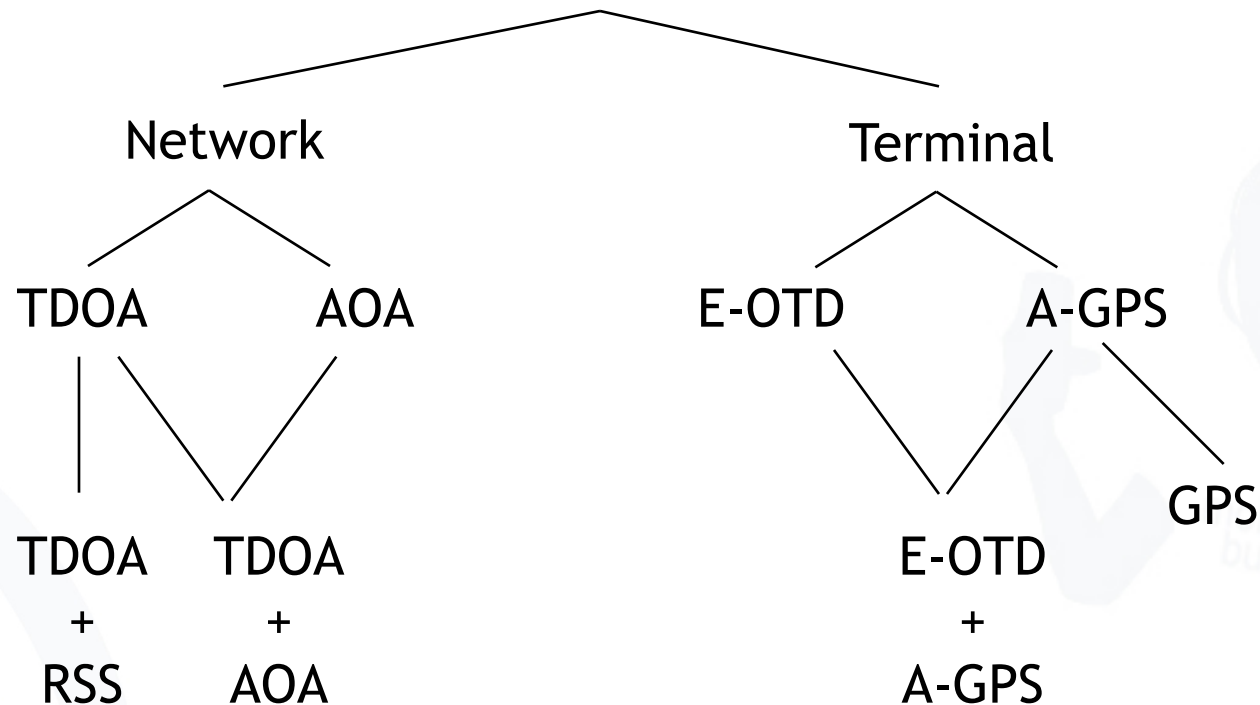 Network Terminal
TDOA AOA E-OTD A-GPS
GPS
TDOA TDOA E-OTD
+ + +
RSS AOA A-GPS